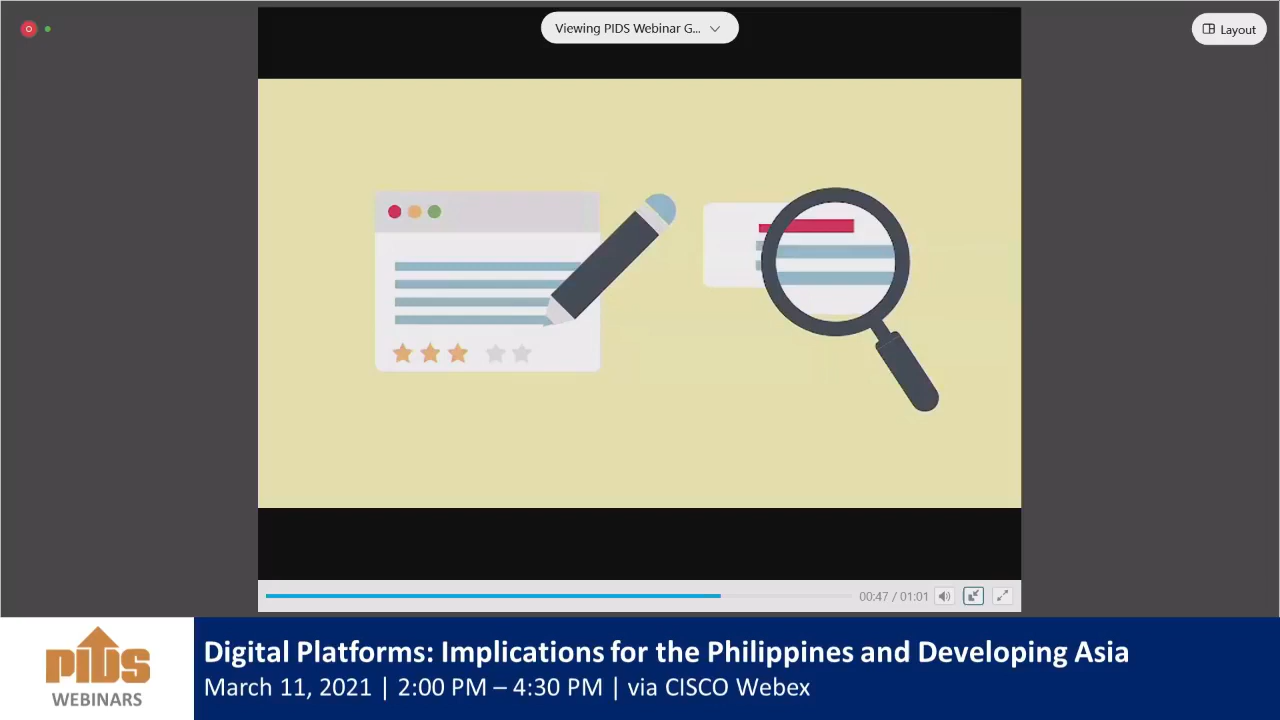 Viewing PIDS Webinar G...
Layout
00:47 / 01:01
PIDS
WEBINARS
Digital Platforms: Implications for the Philippines and Developing Asia
March 11, 2021 | 2:00 PM – 4:30 PM | via CISCO Webex